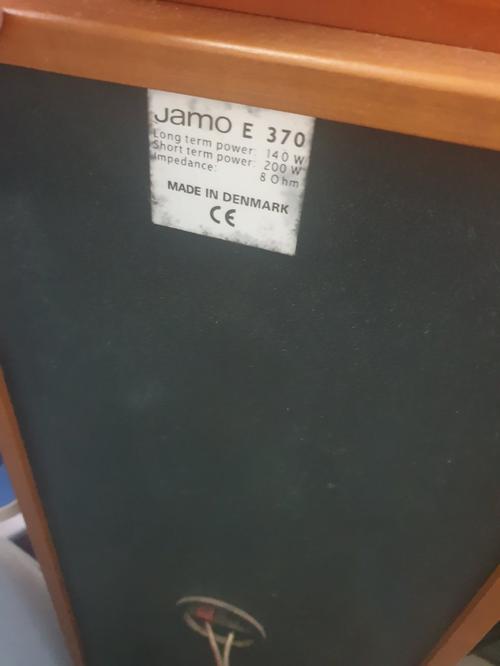 Jamo E 370
Long term power: 140 W
Short term power: 200 W
Impedance: 8 Ohm
MADE IN DENMARK
CE